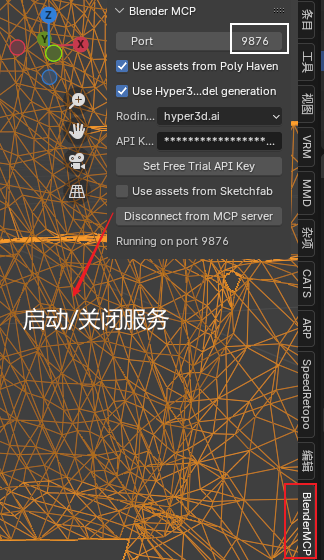 Blender MCP
Port 9876
Use assets from Poly Haven
Use Hyper3...del generation
Rodin... hyper3d.ai
API K... *****************...
Set Free Trial API Key
Use assets from Sketchfab
Disconnect from MCP server
Running on port 9876
启动/关闭服务
Z
Y
X
条目
工具
视图
VRM
MMD
杂项
CATS
ARP
SpeedRetopo
编辑
BlenderMCP